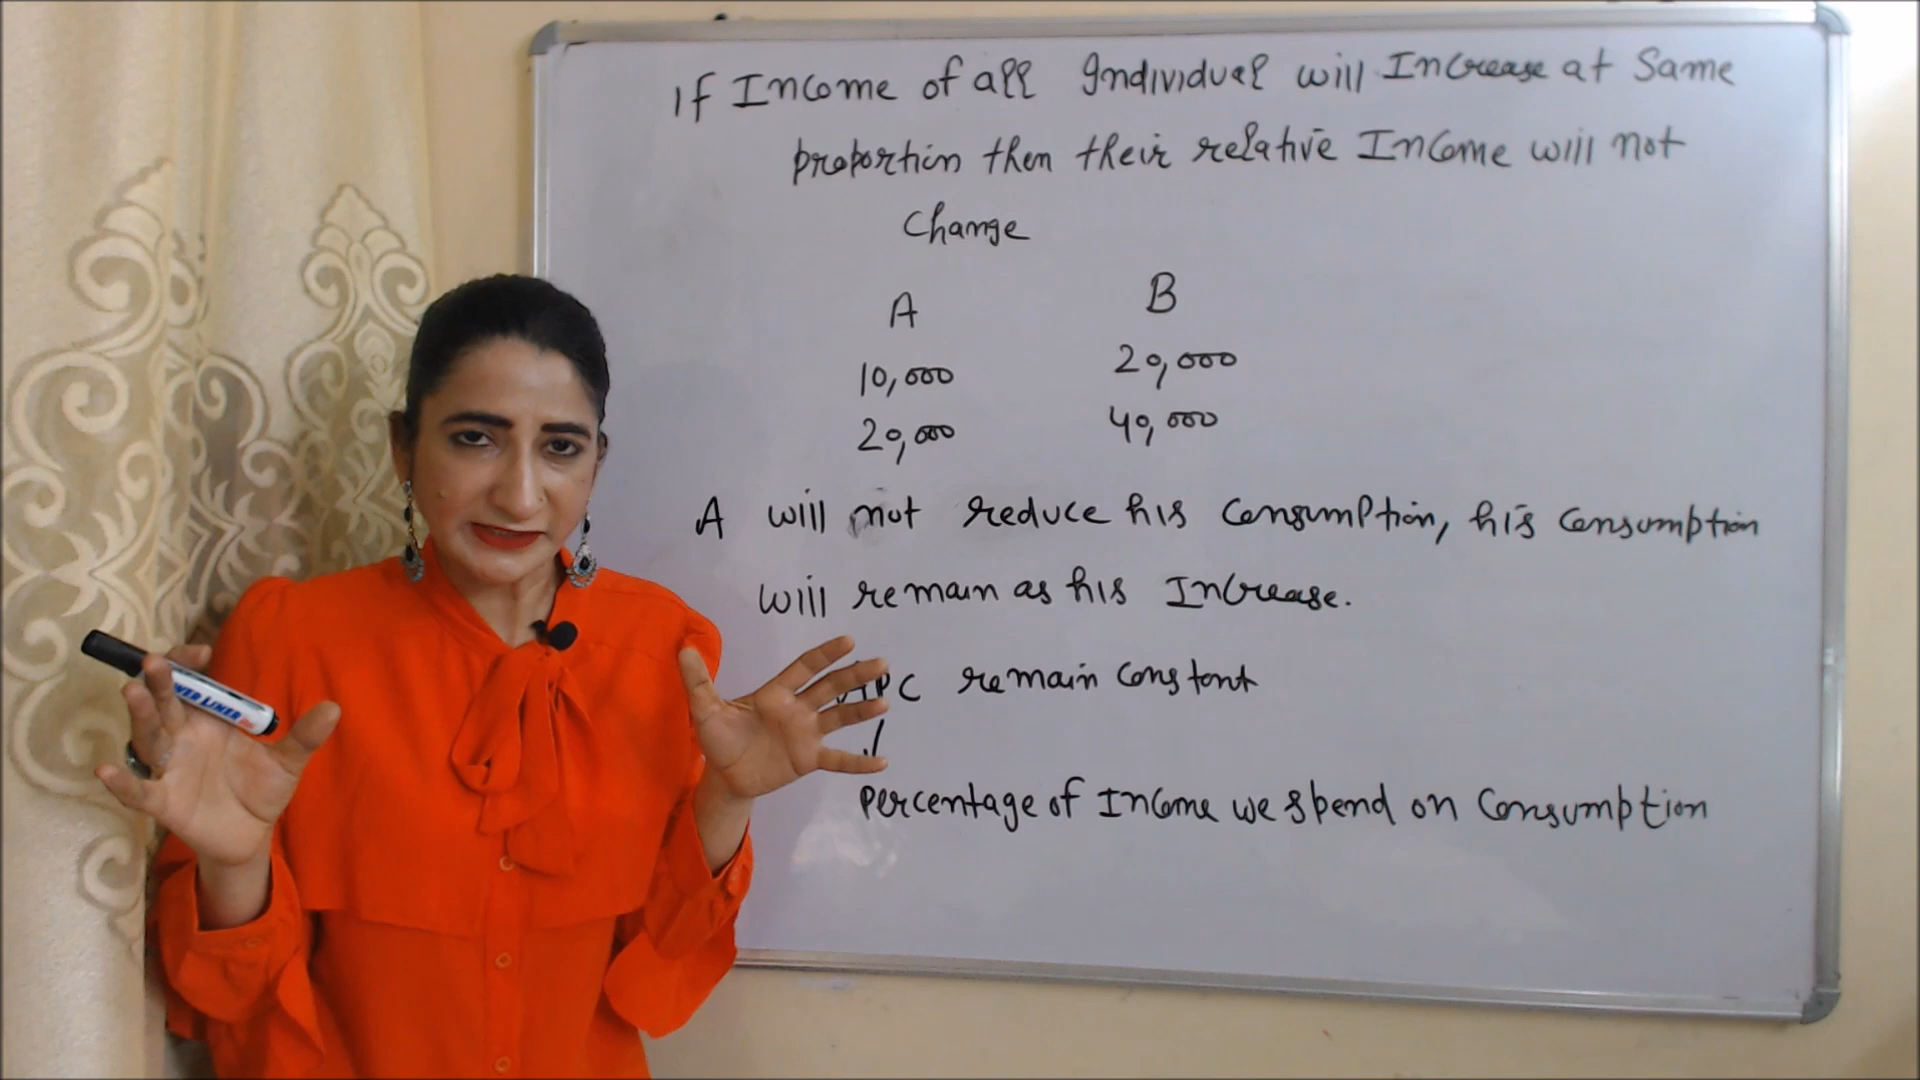 If Income of all Individual will Increase at Same
proportion then their relative Income will not
Change
A B
10,000 20,000
20,000 40,000
A will not reduce his Consumption, his Consumption
will remain as his Increase.
APC remain Constant
Percentage of Income we spend on Consumption